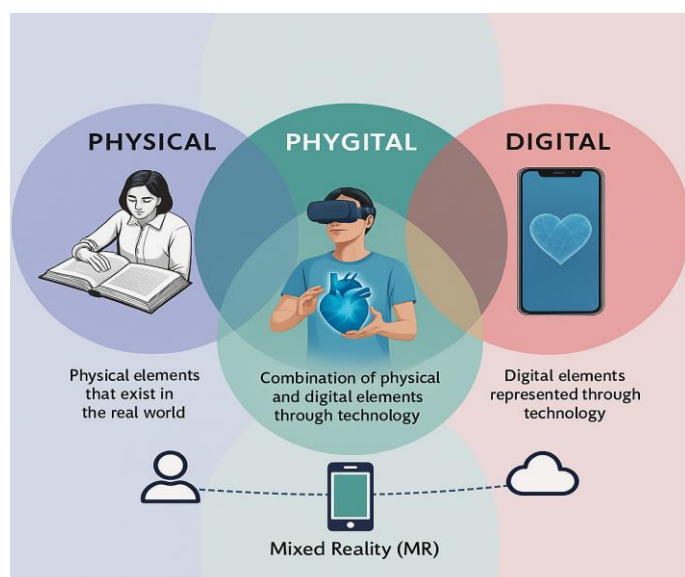 PHYSICAL
PHYGITAL
DIGITAL
Physical elements
that exist in
the real world
Combination of physical
and digital elements
through technology
Digital elements
represented through
technology
Mixed Reality (MR)